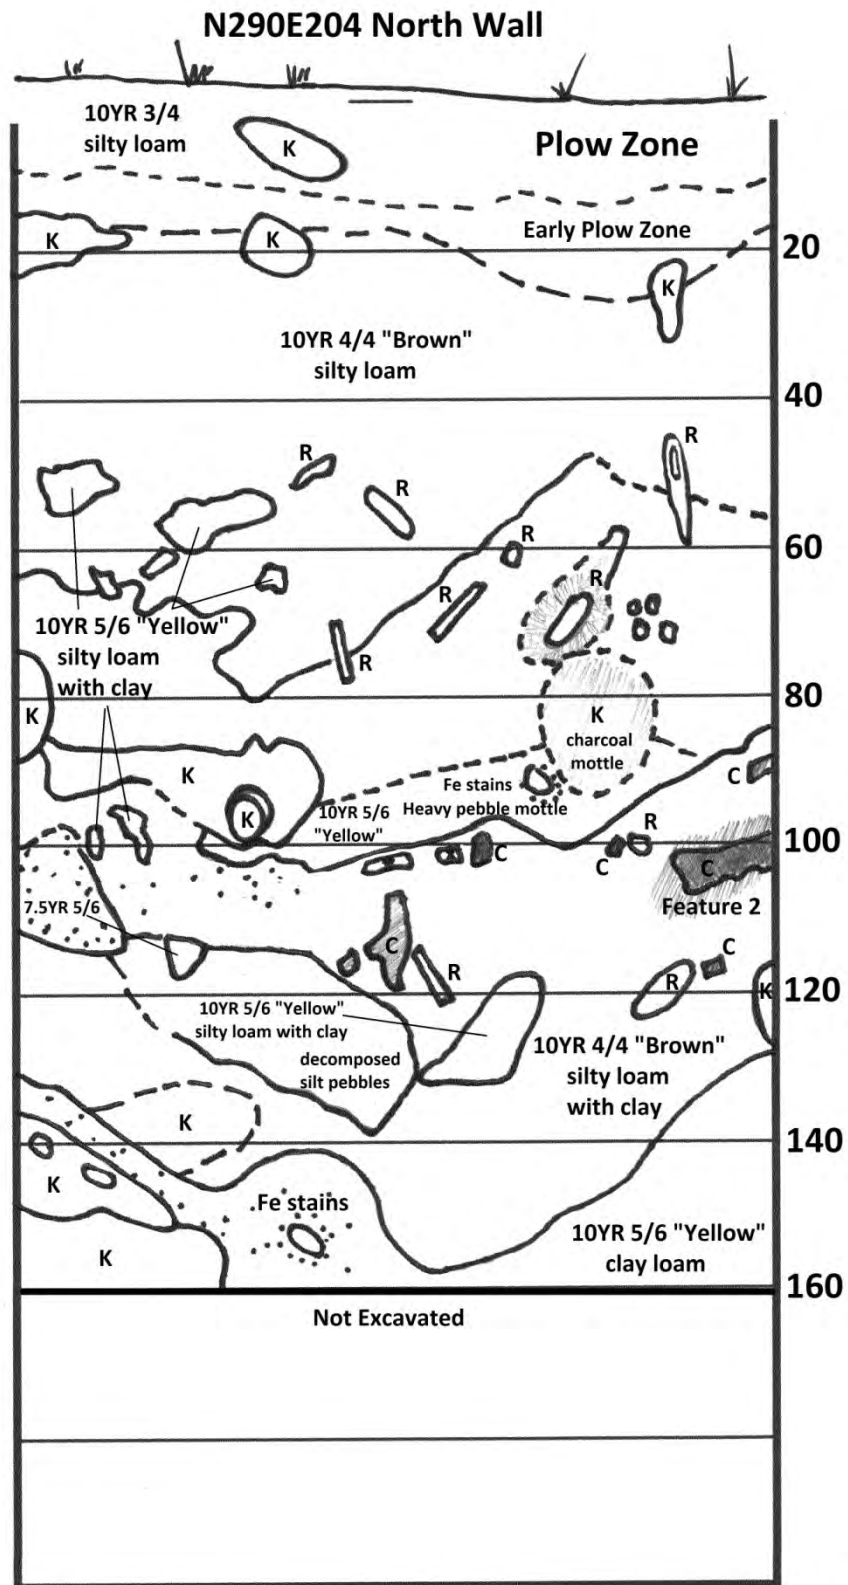 N290E204 North Wall
10YR 3/4
silty loam
K
Plow Zone
K
K
Early Plow Zone
20
K
10YR 4/4 "Brown"
silty loam
40
R
R
R
R
60
R
R
10YR 5/6 "Yellow"
silty loam
with clay
R
K
80
K
charcoal
mottle
K
Fe stains
Heavy pebble mottle
C
10YR 5/6
"Yellow"
K
R
100
C
C
C
7.5YR 5/6
Feature 2
C
C
R
R
K
10YR 5/6 "Yellow"
silty loam with clay
120
decomposed
silt pebbles
10YR 4/4 "Brown"
silty loam
with clay
K
140
K
Fe stains
10YR 5/6 "Yellow"
clay loam
K
160
Not Excavated